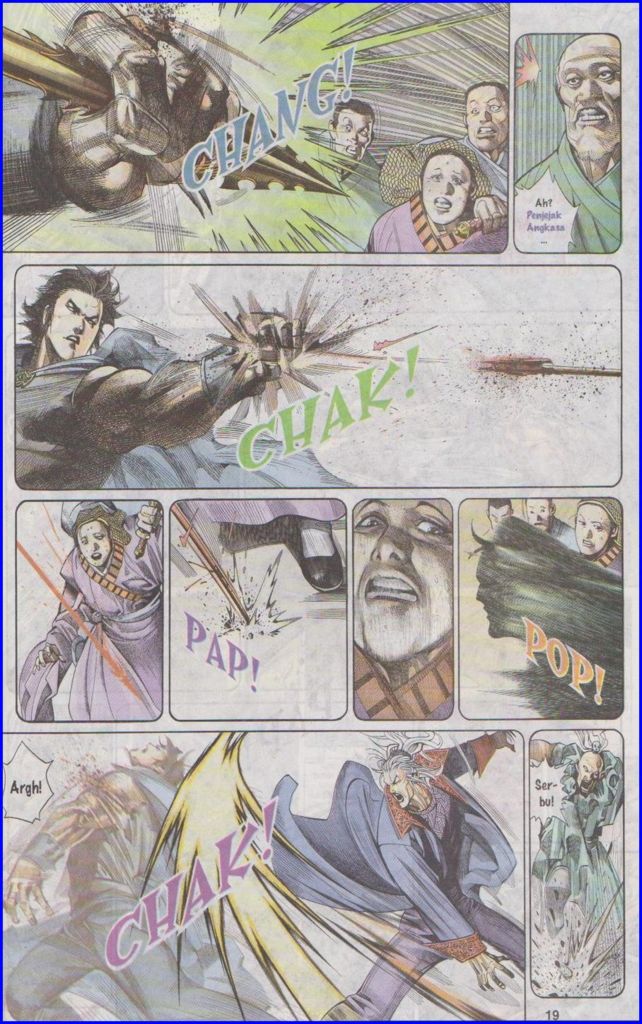 CHANG!
Ah?
Penjejak
Angkasa
...
CHAK!
PAP!
POP!
Argh!
CHAK!
Ser-
bu!
19